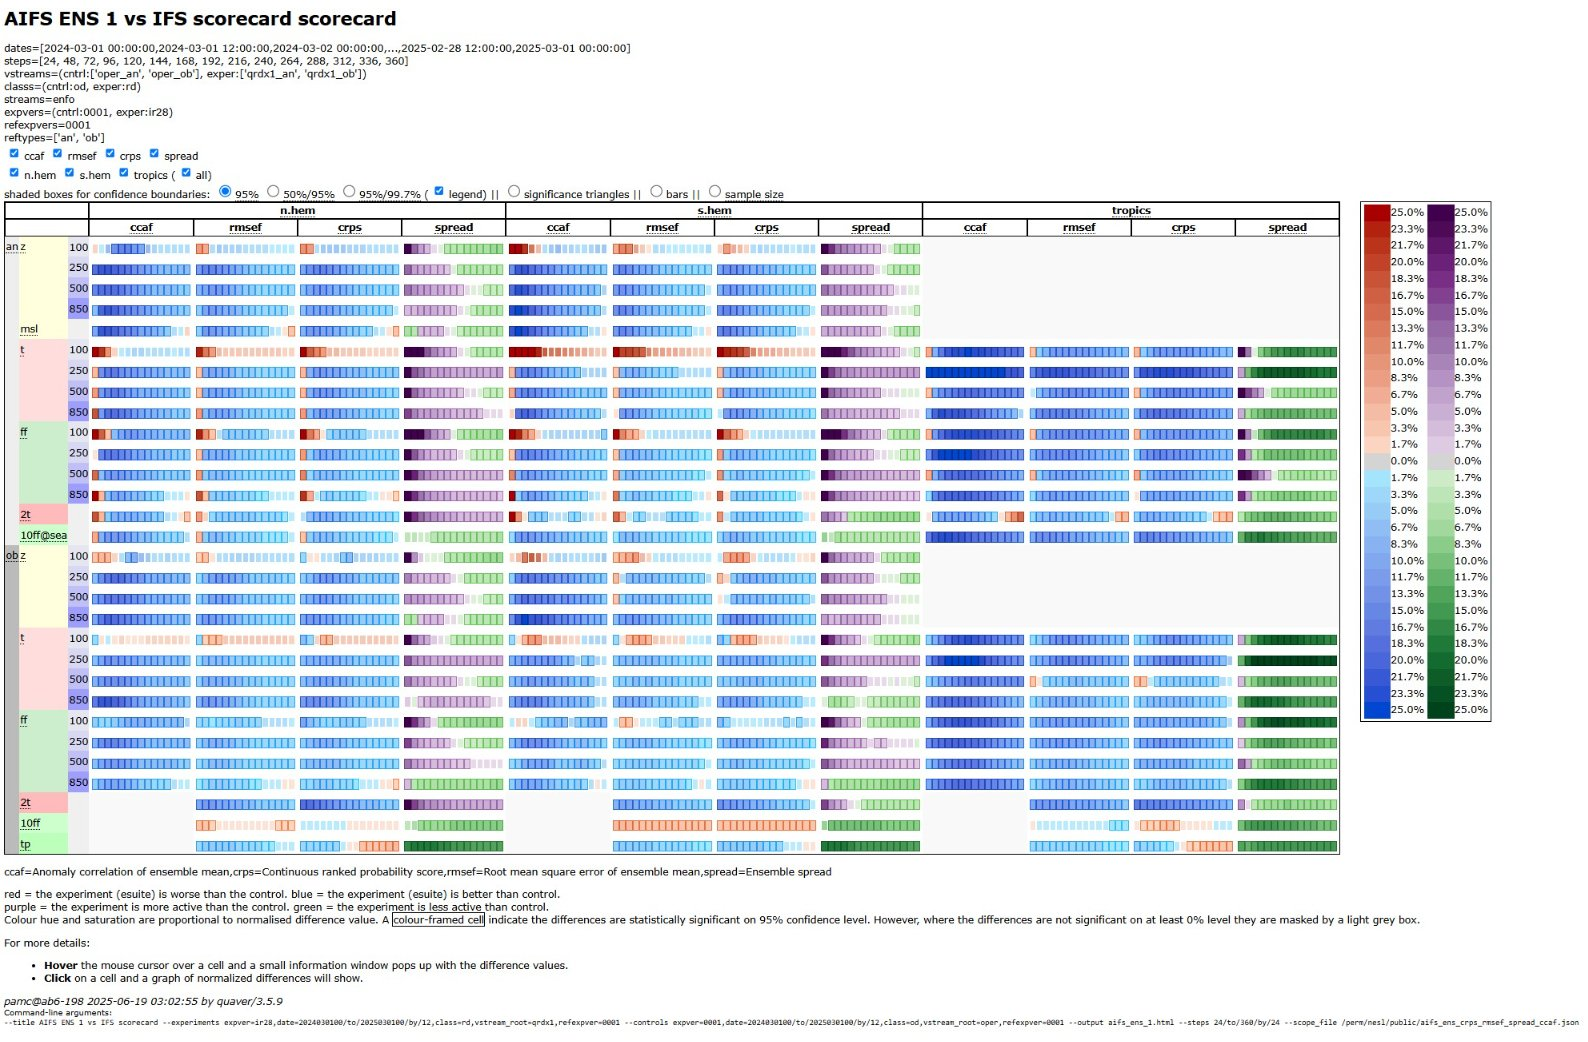 AIFS ENS 1 vs IFS scorecard scorecard
dates=[2024-03-01 00:00:00,2024-03-01 12:00:00,2024-03-02 00:00:00,...,2025-02-28 12:00:00,2025-03-01 00:00:00]
steps=[24, 48, 72, 96, 120, 144, 168, 192, 216, 240, 264, 288, 312, 336, 360]
vstreams=(cntrl:['oper_an', 'oper_ob'], exper:['qrdx1_an', 'qrdx1_ob'])
classs=(cntrl:od, exper:rd)
streams=enfo
expvers=(cntrl:0001, exper:ir28)
refexpvers=0001
reftypes=['an', 'ob']
ccaf rmsef crps spread
n.hem s.hem tropics ( all)
shaded boxes for confidence boundaries: 95% 50%/95% 95%/99.7% ( legend) || significance triangles || bars || sample size
n.hem s.hem tropics
ccaf rmsef crps spread ccaf rmsef crps spread ccaf rmsef crps spread
an z 100
250
500
850
msl
t 100
250
500
850
ff 100
250
500
850
2t
10ff@sea
ob z 100
250
500
850
t 100
250
500
850
ff 100
250
500
850
2t
10ff
tp
25.0% 25.0%
23.3% 23.3%
21.7% 21.7%
20.0% 20.0%
18.3% 18.3%
16.7% 16.7%
15.0% 15.0%
13.3% 13.3%
11.7% 11.7%
10.0% 10.0%
8.3% 8.3%
6.7% 6.7%
5.0% 5.0%
3.3% 3.3%
1.7% 1.7%
0.0% 0.0%
1.7% 1.7%
3.3% 3.3%
5.0% 5.0%
6.7% 6.7%
8.3% 8.3%
10.0% 10.0%
11.7% 11.7%
13.3% 13.3%
15.0% 15.0%
16.7% 16.7%
18.3% 18.3%
20.0% 20.0%
21.7% 21.7%
23.3% 23.3%
25.0% 25.0%
ccaf=Anomaly correlation of ensemble mean,crps=Continuous ranked probability score,rmsef=Root mean square error of ensemble mean,spread=Ensemble spread
red = the experiment (esuite) is worse than the control. blue = the experiment (esuite) is better than control.
purple = the experiment is more active than the control. green = the experiment is less active than control.
Colour hue and saturation are proportional to normalised difference value. A colour-framed cell indicate the differences are statistically significant on 95% confidence level. However, where the differences are not significant on at least 0% level they are masked by a light grey box.
For more details:
• Hover the mouse cursor over a cell and a small information window pops up with the difference values.
• Click on a cell and a graph of normalized differences will show.
pamc@ab6-198 2025-06-19 03:02:55 by quaver/3.5.9
Command-line arguments:
--title AIFS ENS 1 vs IFS scorecard --experiments expver=ir28,date=2024030100/to/2025030100/by/12,class=rd,vstream_root=qrdx1,refexpver=0001 --controls expver=0001,date=2024030100/to/2025030100/by/12,class=od,vstream_root=oper,refexpver=0001 --output aifs_ens_1.html --steps 24/to/360/by/24 --scope_file /perm/nesl/public/aifs_ens_crps_rmsef_spread_ccaf.json